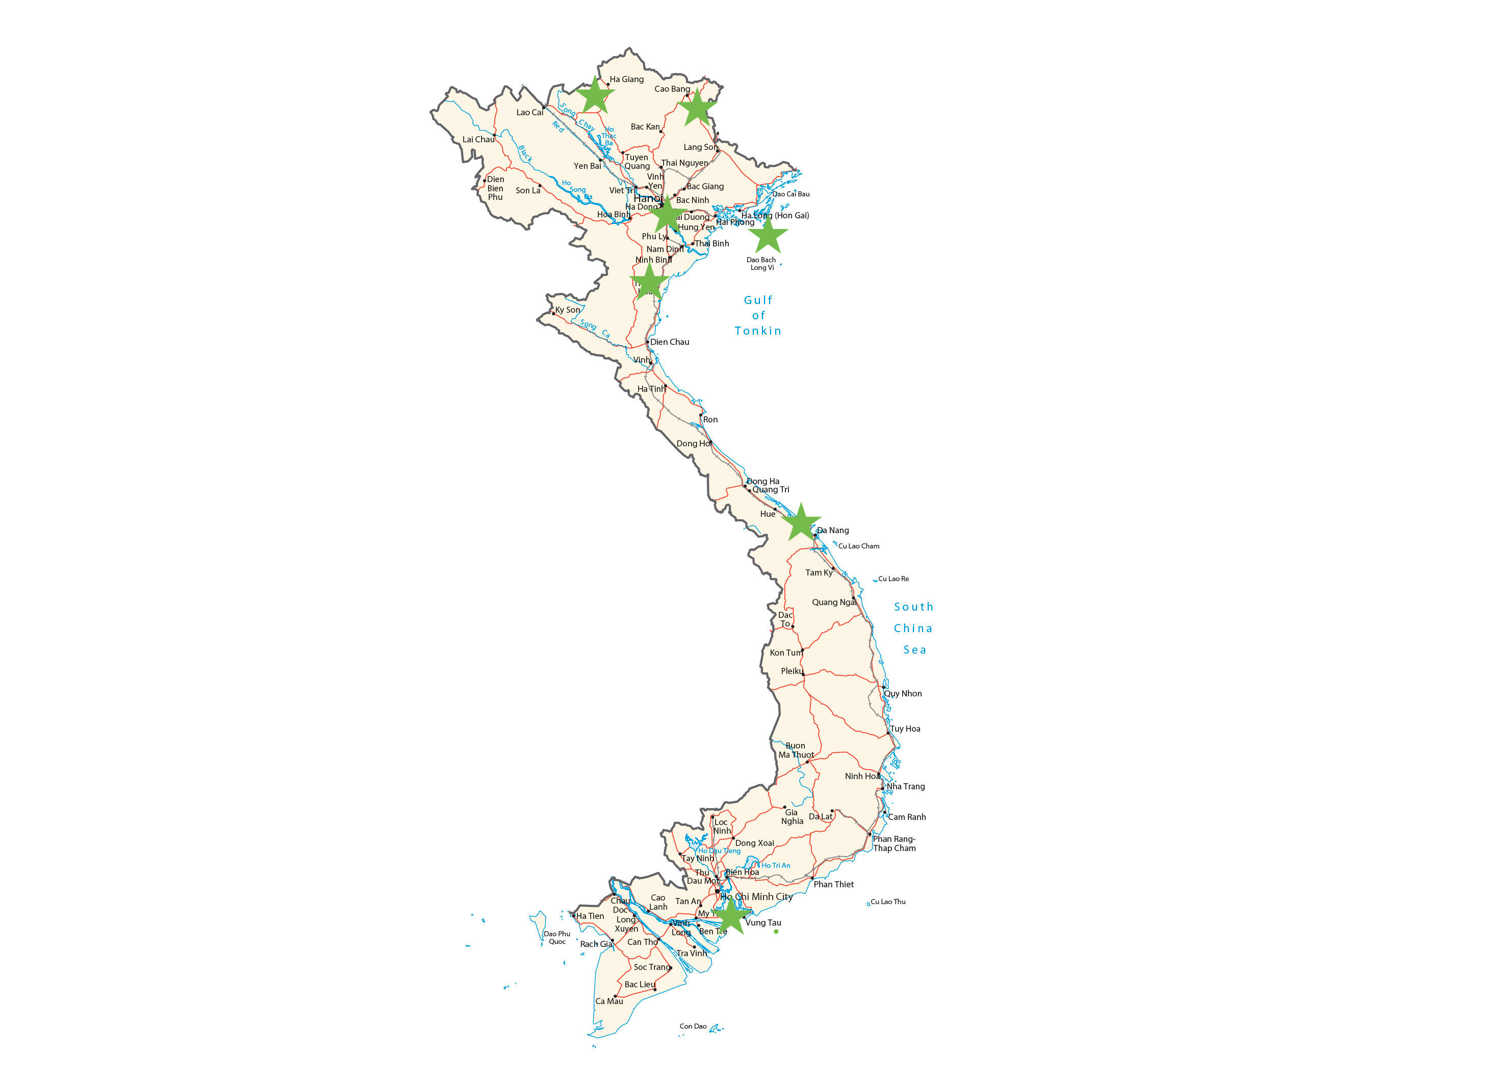 Ha Giang
Cao Bang
Lao Cai
Song Chay
Red
Ho
Thac
Ba
Bac Kan
Lai Chau
Black
Lang Son
Tuyen
Quang
Thai Nguyen
Yen Bai
Vinh
Yen
Dien
Bien
Phu
Son La
Ho
Song
Da
Viet Tri
Bac Giang
Dao Cai Bau
Hanoi
Bac Ninh
Ha Dong
Hoa Binh
ai Duong
Ha Long (Hon Gai)
Hai Phong
Hung Yen
Phu Ly
Thai Binh
Nam Dinh
Ninh Binh
Dao Bach
Long Vi
Gulf
of
Tonkin
Ky Son
Song Ca
Dien Chau
Vinh
Ha Tinh
Ron
Dong Hoi
Dong Ha
Quang Tri
Hue
Da Nang
Cu Lao Cham
Tam Ky
Cu Lao Re
Quang Ngai
South
China
Sea
Dac
To
Kon Tum
Pleiku
Quy Nhon
Tuy Hoa
Buon
Ma Thuot
Ninh Hoa
Nha Trang
Gia
Nghia
Da Lat
Cam Ranh
Loc
Ninh
Phan Rang-
Thap Cham
Dong Xoai
Ho Dau Tieng
Tay Ninh
Ho Tri An
Thu
Dau Mot
Bien Hoa
Phan Thiet
Ho Chi Minh City
Chau
Doc
Cao
Lanh
Tan An
Cu Lao Thu
My T
Ha Tien
Long
Xuyen
Vinh
Long
Ben Tre
Vung Tau
Dao Phu
Quoc
Rach Gia
Can Tho
Tra Vinh
Soc Trang
Bac Lieu
Ca Mau
Con Dao